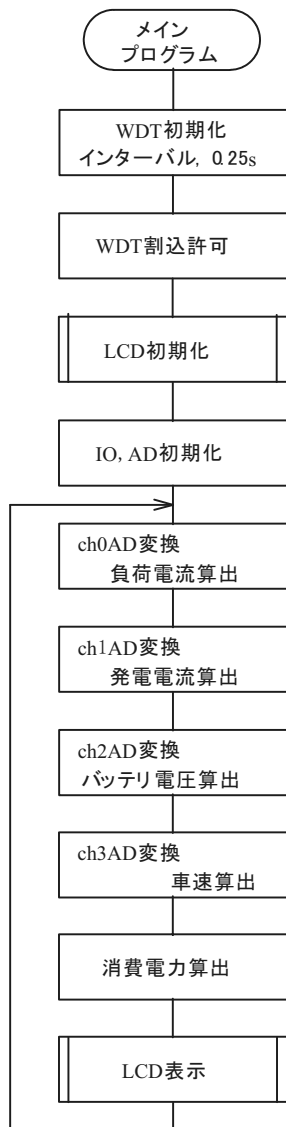 メイン
プログラム
WDT初期化
インターバル, 0.25s
WDT割込許可
LCD初期化
IO, AD初期化
ch0AD変換
負荷電流算出
ch1AD変換
発電電流算出
ch2AD変換
バッテリ電圧算出
ch3AD変換
車速算出
消費電力算出
LCD表示